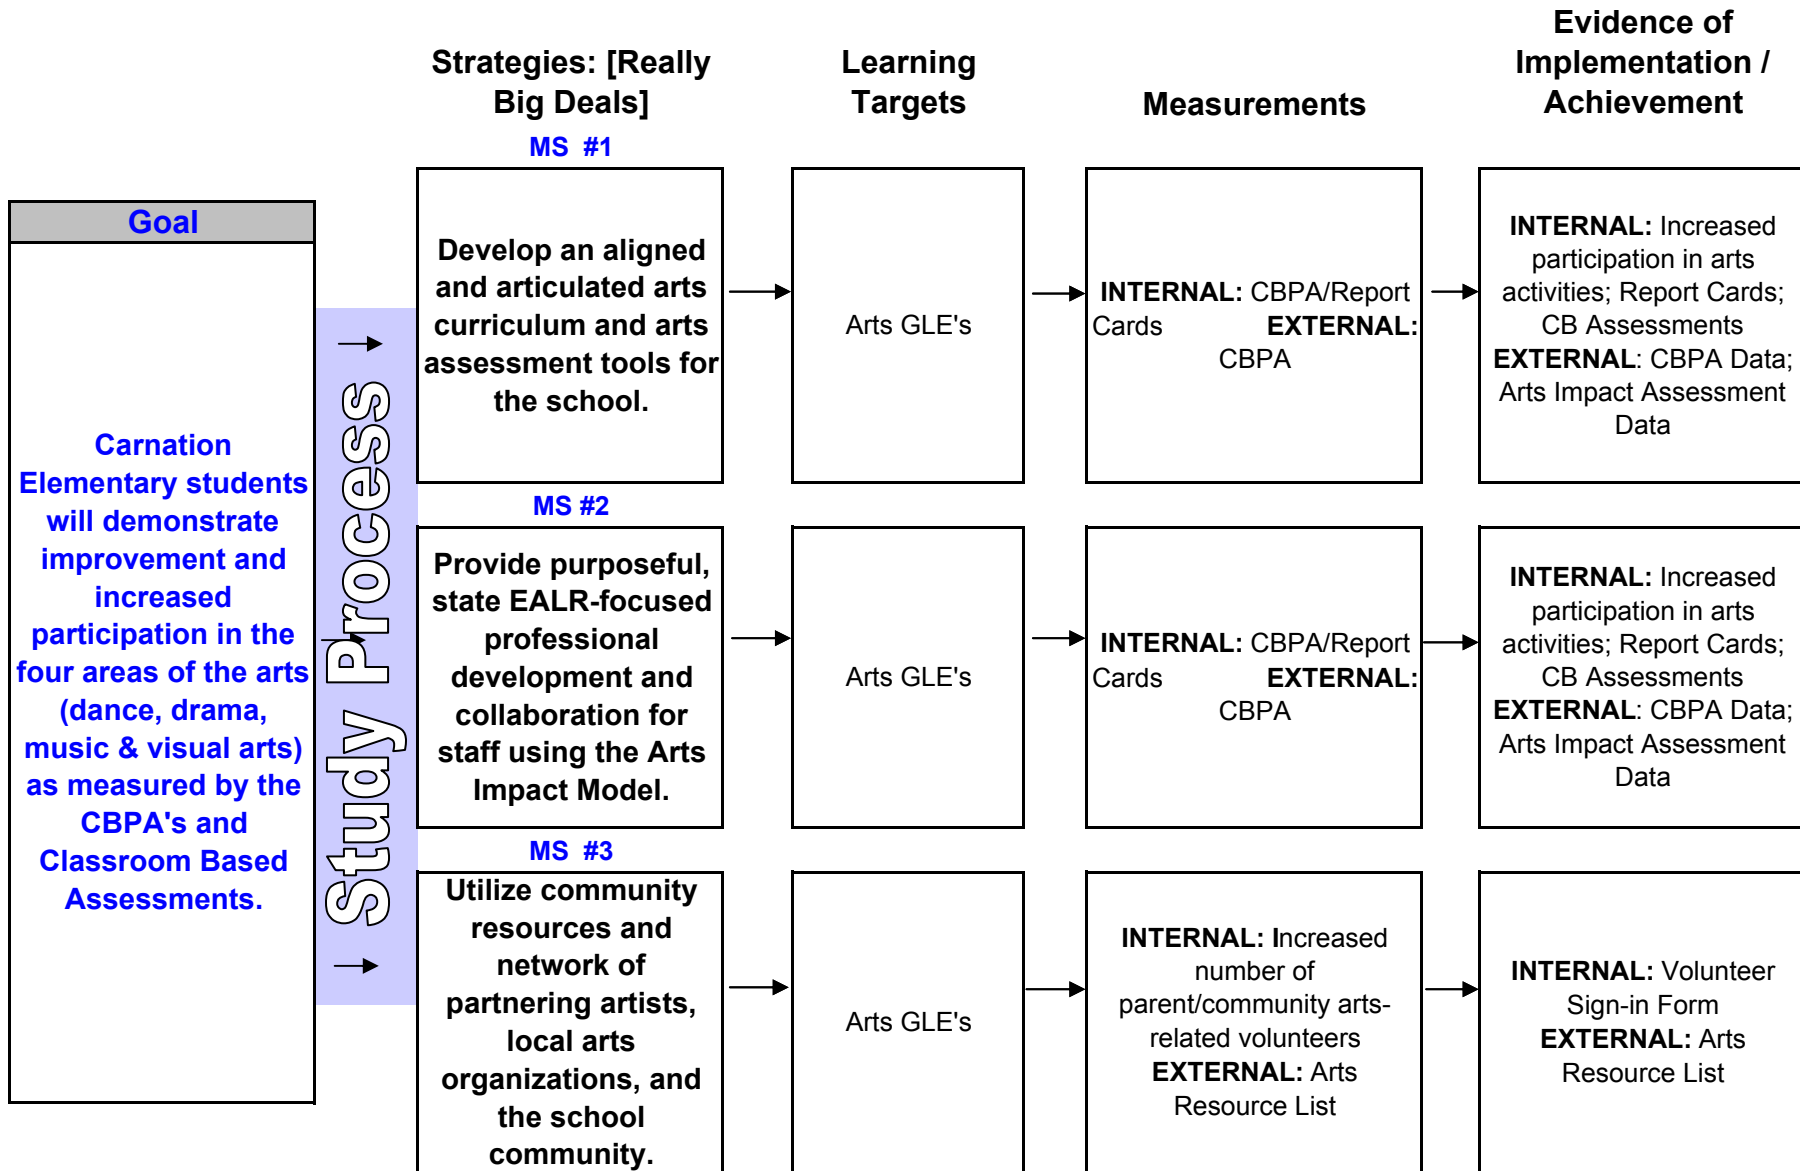 Strategies: [Really
Big Deals]
Learning
Targets
Measurements
Evidence of
Implementation /
Achievement
Goal
Carnation
Elementary students
will demonstrate
improvement and
increased
participation in the
four areas of the arts
(dance, drama,
music & visual arts)
as measured by the
CBPA's and
Classroom Based
Assessments.
Study Process
MS #1
Develop an aligned
and articulated arts
curriculum and arts
assessment tools for
the school.
Arts GLE's
INTERNAL: CBPA/Report
Cards EXTERNAL:
CBPA
INTERNAL: Increased
participation in arts
activities; Report Cards;
CB Assessments
EXTERNAL: CBPA Data;
Arts Impact Assessment
Data
MS #2
Provide purposeful,
state EALR-focused
professional
development and
collaboration for
staff using the Arts
Impact Model.
Arts GLE's
INTERNAL: CBPA/Report
Cards EXTERNAL:
CBPA
INTERNAL: Increased
participation in arts
activities; Report Cards;
CB Assessments
EXTERNAL: CBPA Data;
Arts Impact Assessment
Data
MS #3
Utilize community
resources and
network of
partnering artists,
local arts
organizations, and
the school
community.
Arts GLE's
INTERNAL: Increased
number of
parent/community arts-
related volunteers
EXTERNAL: Arts
Resource List
INTERNAL: Volunteer
Sign-in Form
EXTERNAL: Arts
Resource List